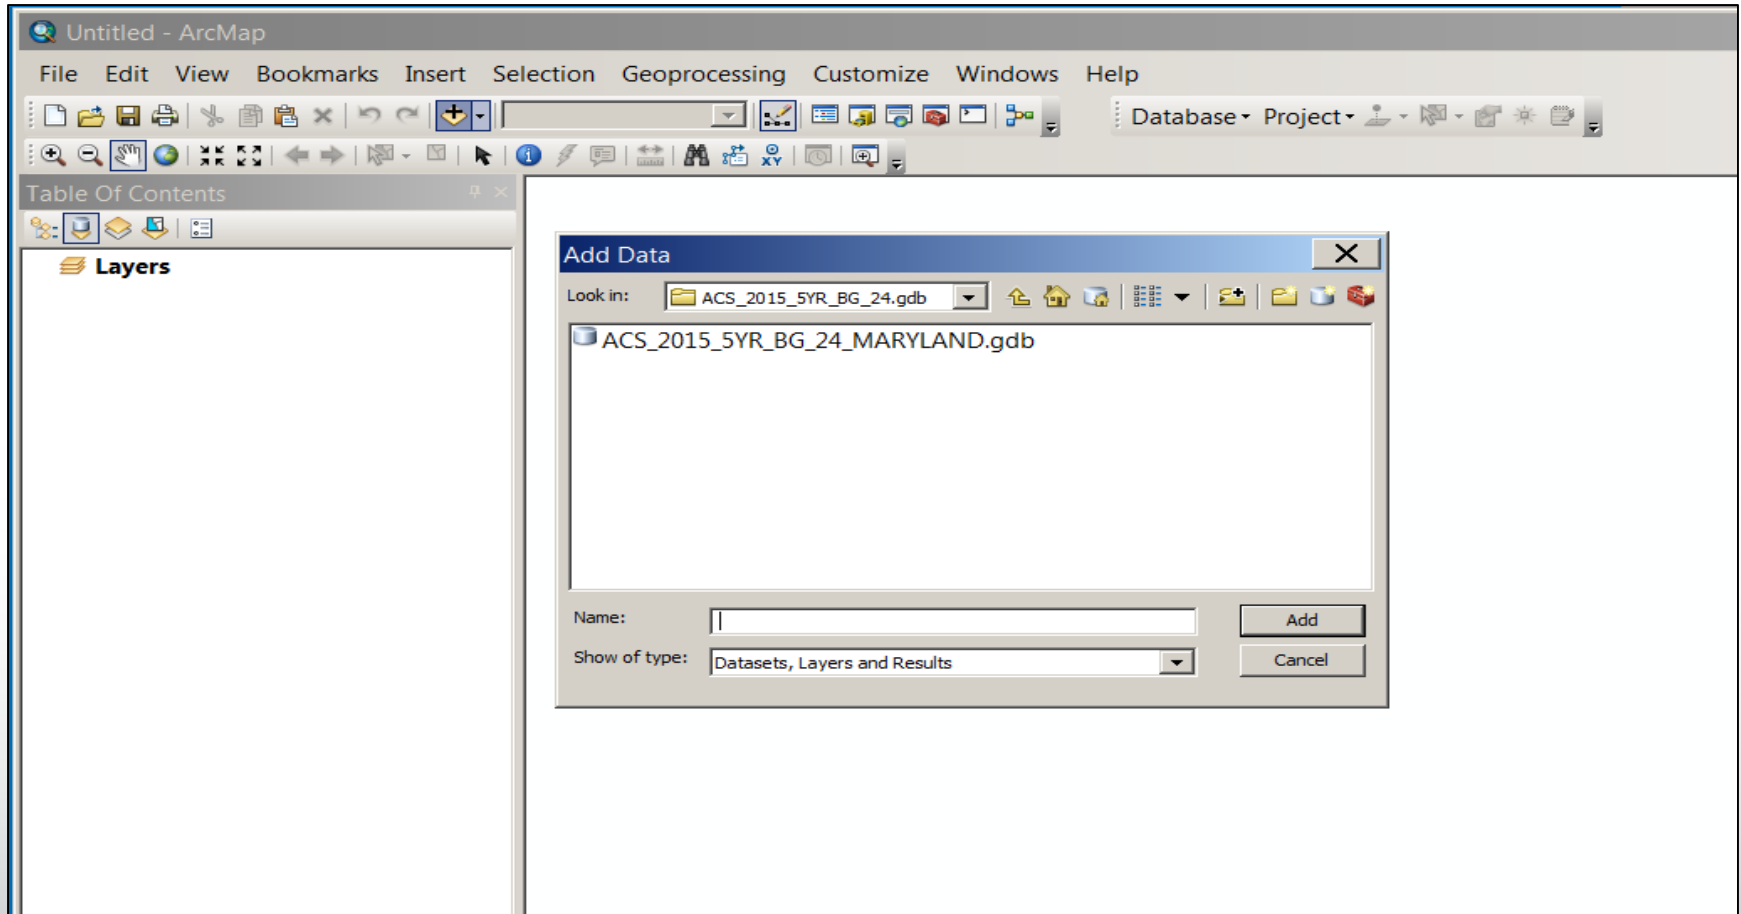 Untitled - ArcMap
File Edit View Bookmarks Insert Selection Geoprocessing Customize Windows Help
Database Project
Table Of Contents
Layers
Add Data
Look in: ACS_2015_5YR_BG_24.gdb
ACS_2015_5YR_BG_24_MARYLAND.gdb
Name: Add
Show of type: Datasets, Layers and Results Cancel